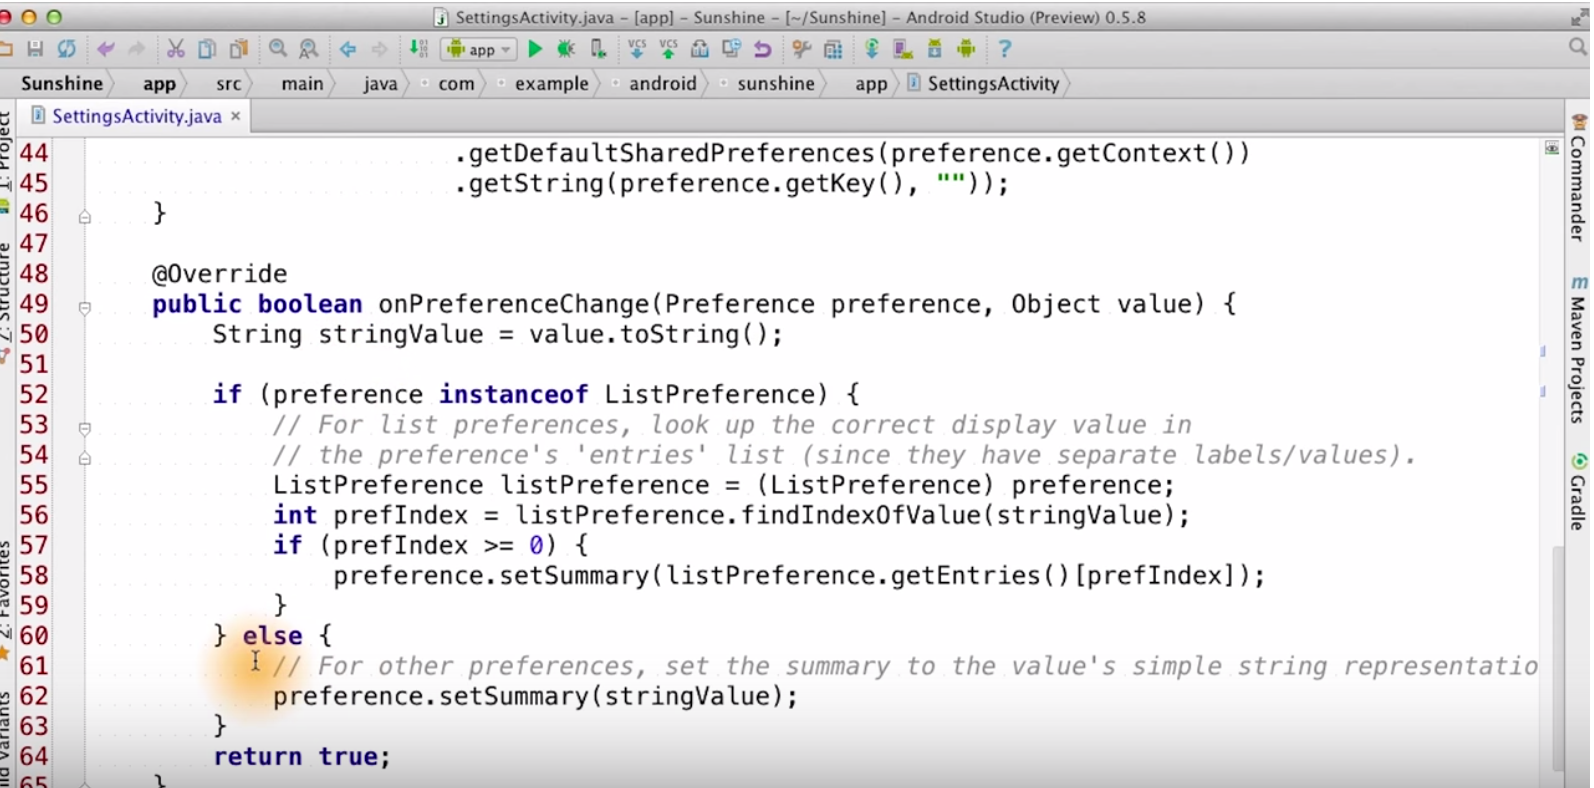 SettingsActivity.java – [app] – Sunshine – [~/Sunshine] – Android Studio (Preview) 0.5.8
app
VCS VCS
?
Sunshine app src main java com example android sunshine app SettingsActivity
SettingsActivity.java ×
44 .getDefaultSharedPreferences(preference.getContext())
45 .getString(preference.getKey(), ""));
46 }
47
48 @Override
49 public boolean onPreferenceChange(Preference preference, Object value) {
50 String stringValue = value.toString();
51
52 if (preference instanceof ListPreference) {
53 // For list preferences, look up the correct display value in
54 // the preference's 'entries' list (since they have separate labels/values).
55 ListPreference listPreference = (ListPreference) preference;
56 int prefIndex = listPreference.findIndexOfValue(stringValue);
57 if (prefIndex >= 0) {
58 preference.setSummary(listPreference.getEntries()[prefIndex]);
59 }
60 } else {
61 // For other preferences, set the summary to the value's simple string representatio
62 preference.setSummary(stringValue);
63 }
64 return true;
65 }
1: Project
Z: Structure
2: Favorites
Variants
Commander
Maven Projects
Gradle